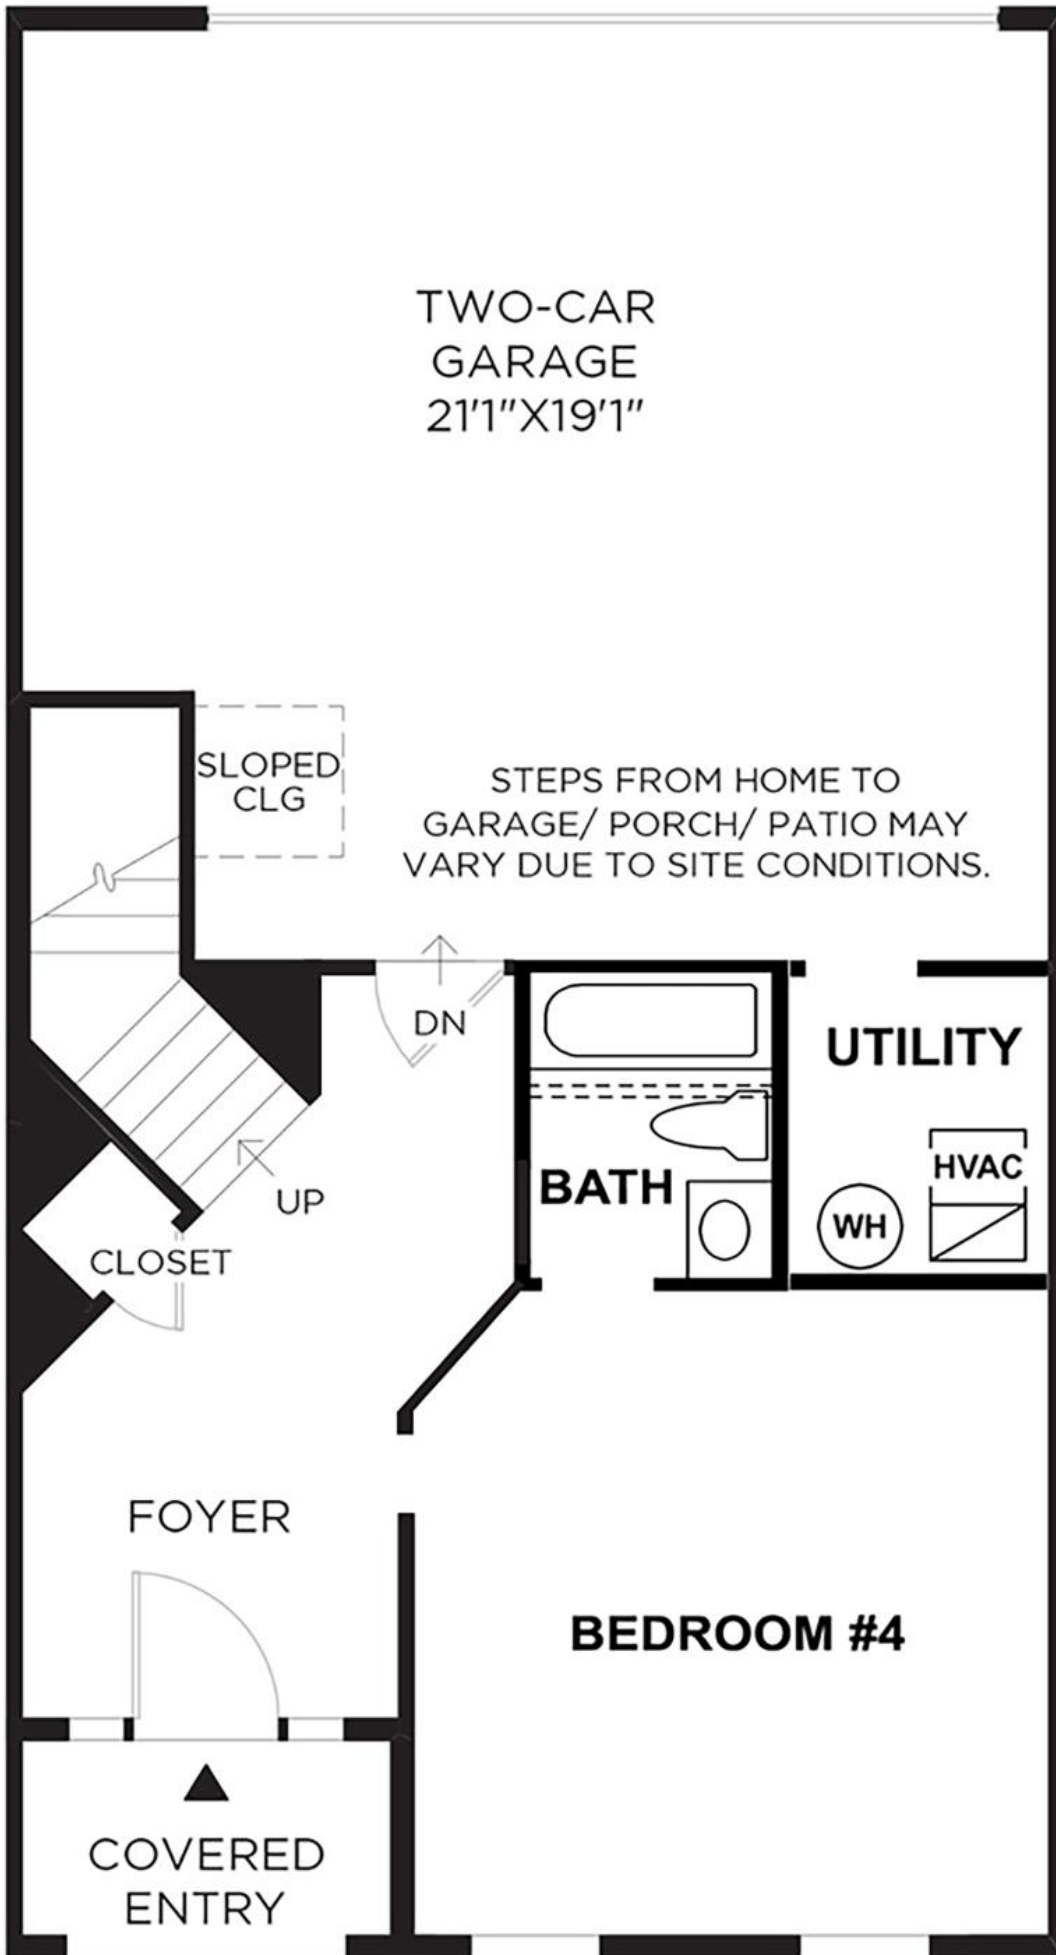 TWO-CAR
GARAGE
21'1"X19'1"
SLOPED
CLG
STEPS FROM HOME TO
GARAGE/ PORCH/ PATIO MAY
VARY DUE TO SITE CONDITIONS.
DN
UTILITY
HVAC
BATH
WH
UP
CLOSET
FOYER
BEDROOM #4
COVERED
ENTRY